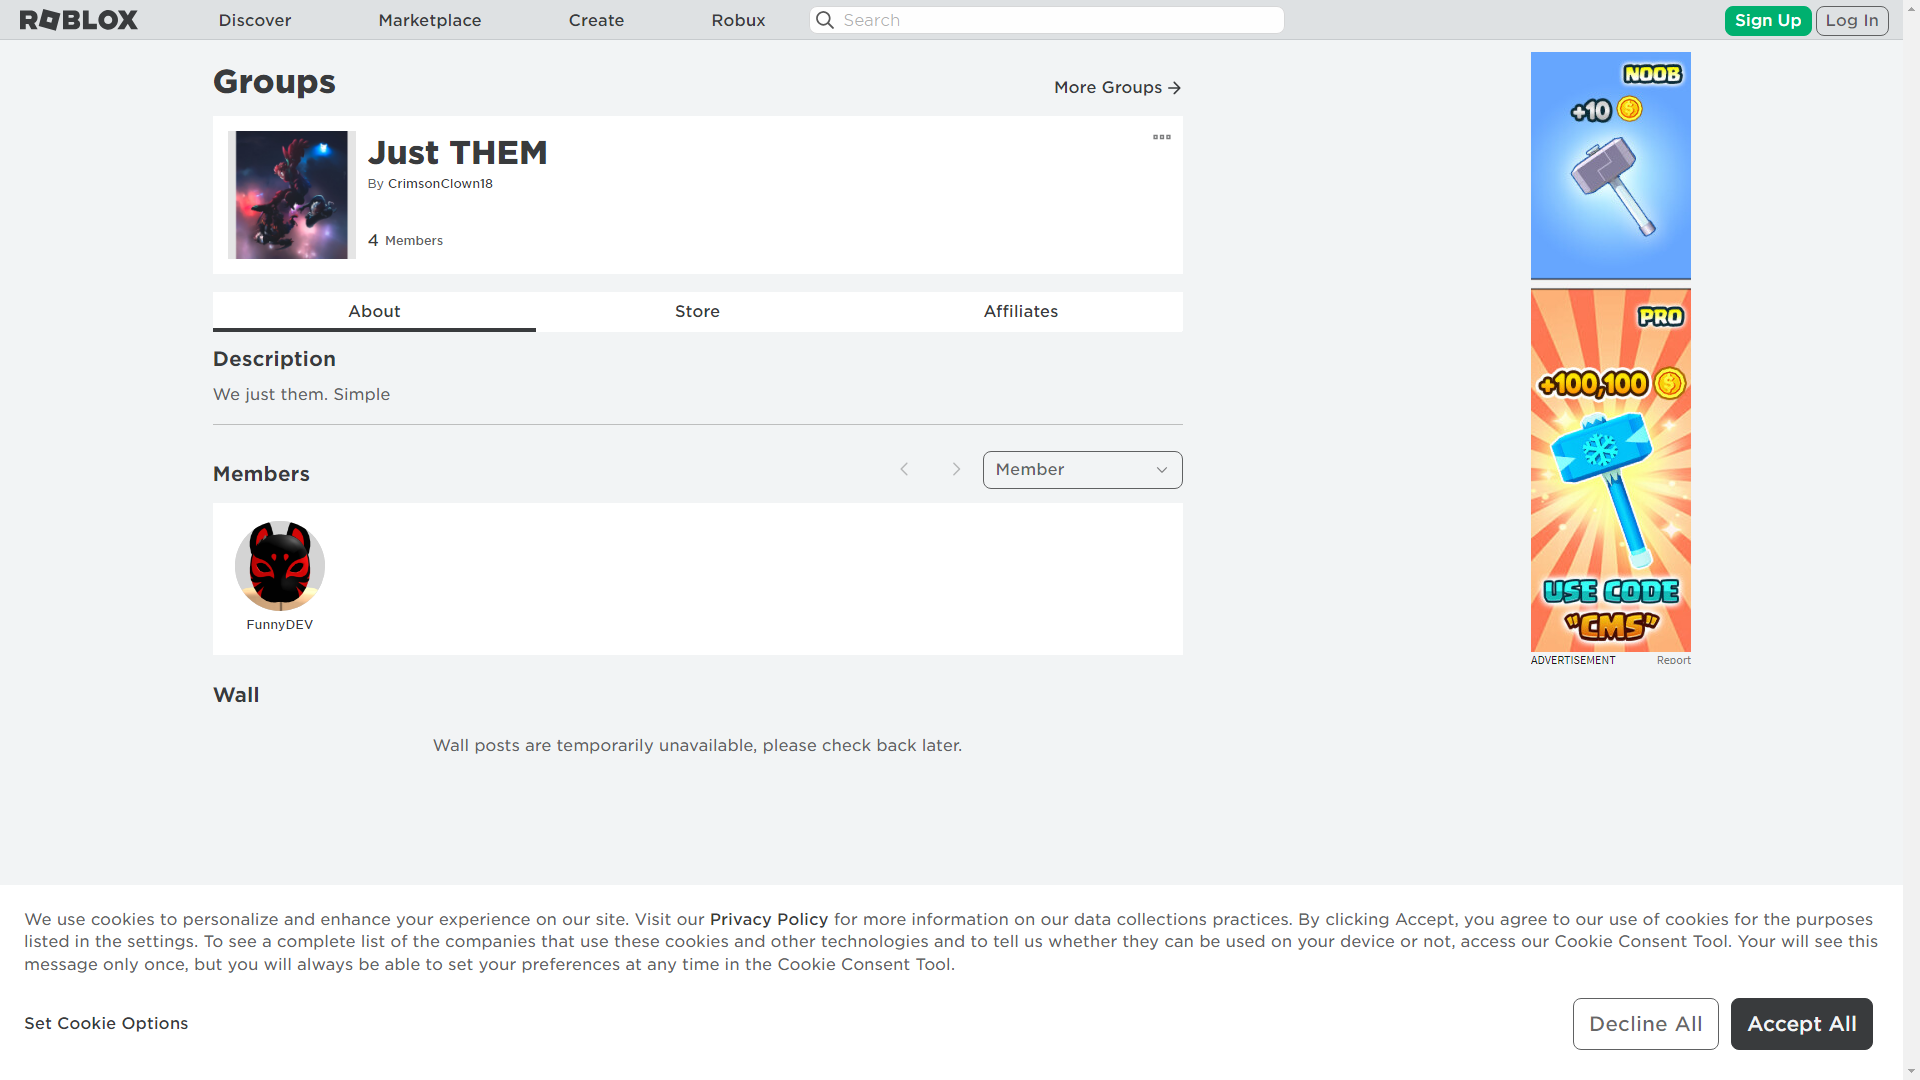 ROBLOX
Discover
Marketplace
Create
Robux
Search
Sign Up
Log In
Groups
More Groups
Just THEM
By CrimsonClown18
4 Members
About
Store
Affiliates
Description
We just them. Simple
Members
Member
FunnyDEV
Wall
Wall posts are temporarily unavailable, please check back later.
NOOB
+10
PRO
+100,100
USE CODE
"CMS"
ADVERTISEMENT
Report
We use cookies to personalize and enhance your experience on our site. Visit our Privacy Policy for more information on our data collections practices. By clicking Accept, you agree to our use of cookies for the purposes
listed in the settings. To see a complete list of the companies that use these cookies and other technologies and to tell us whether they can be used on your device or not, access our Cookie Consent Tool. Your will see this
message only once, but you will always be able to set your preferences at any time in the Cookie Consent Tool.
Set Cookie Options
Decline All
Accept All